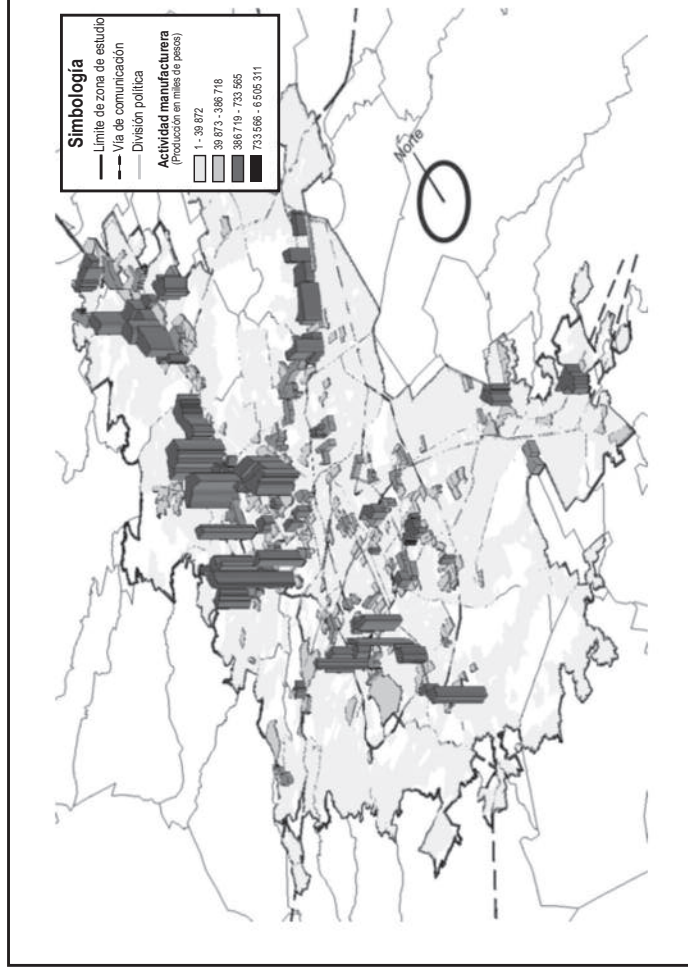 Simbología
Límite de zona de estudio
Vía de comunicación
División política
Actividad manufacturera
(Producción en miles de pesos)
1 - 39 872
39 873 - 386 718
386 719 - 733 565
733 566 - 6 505 311
Norte